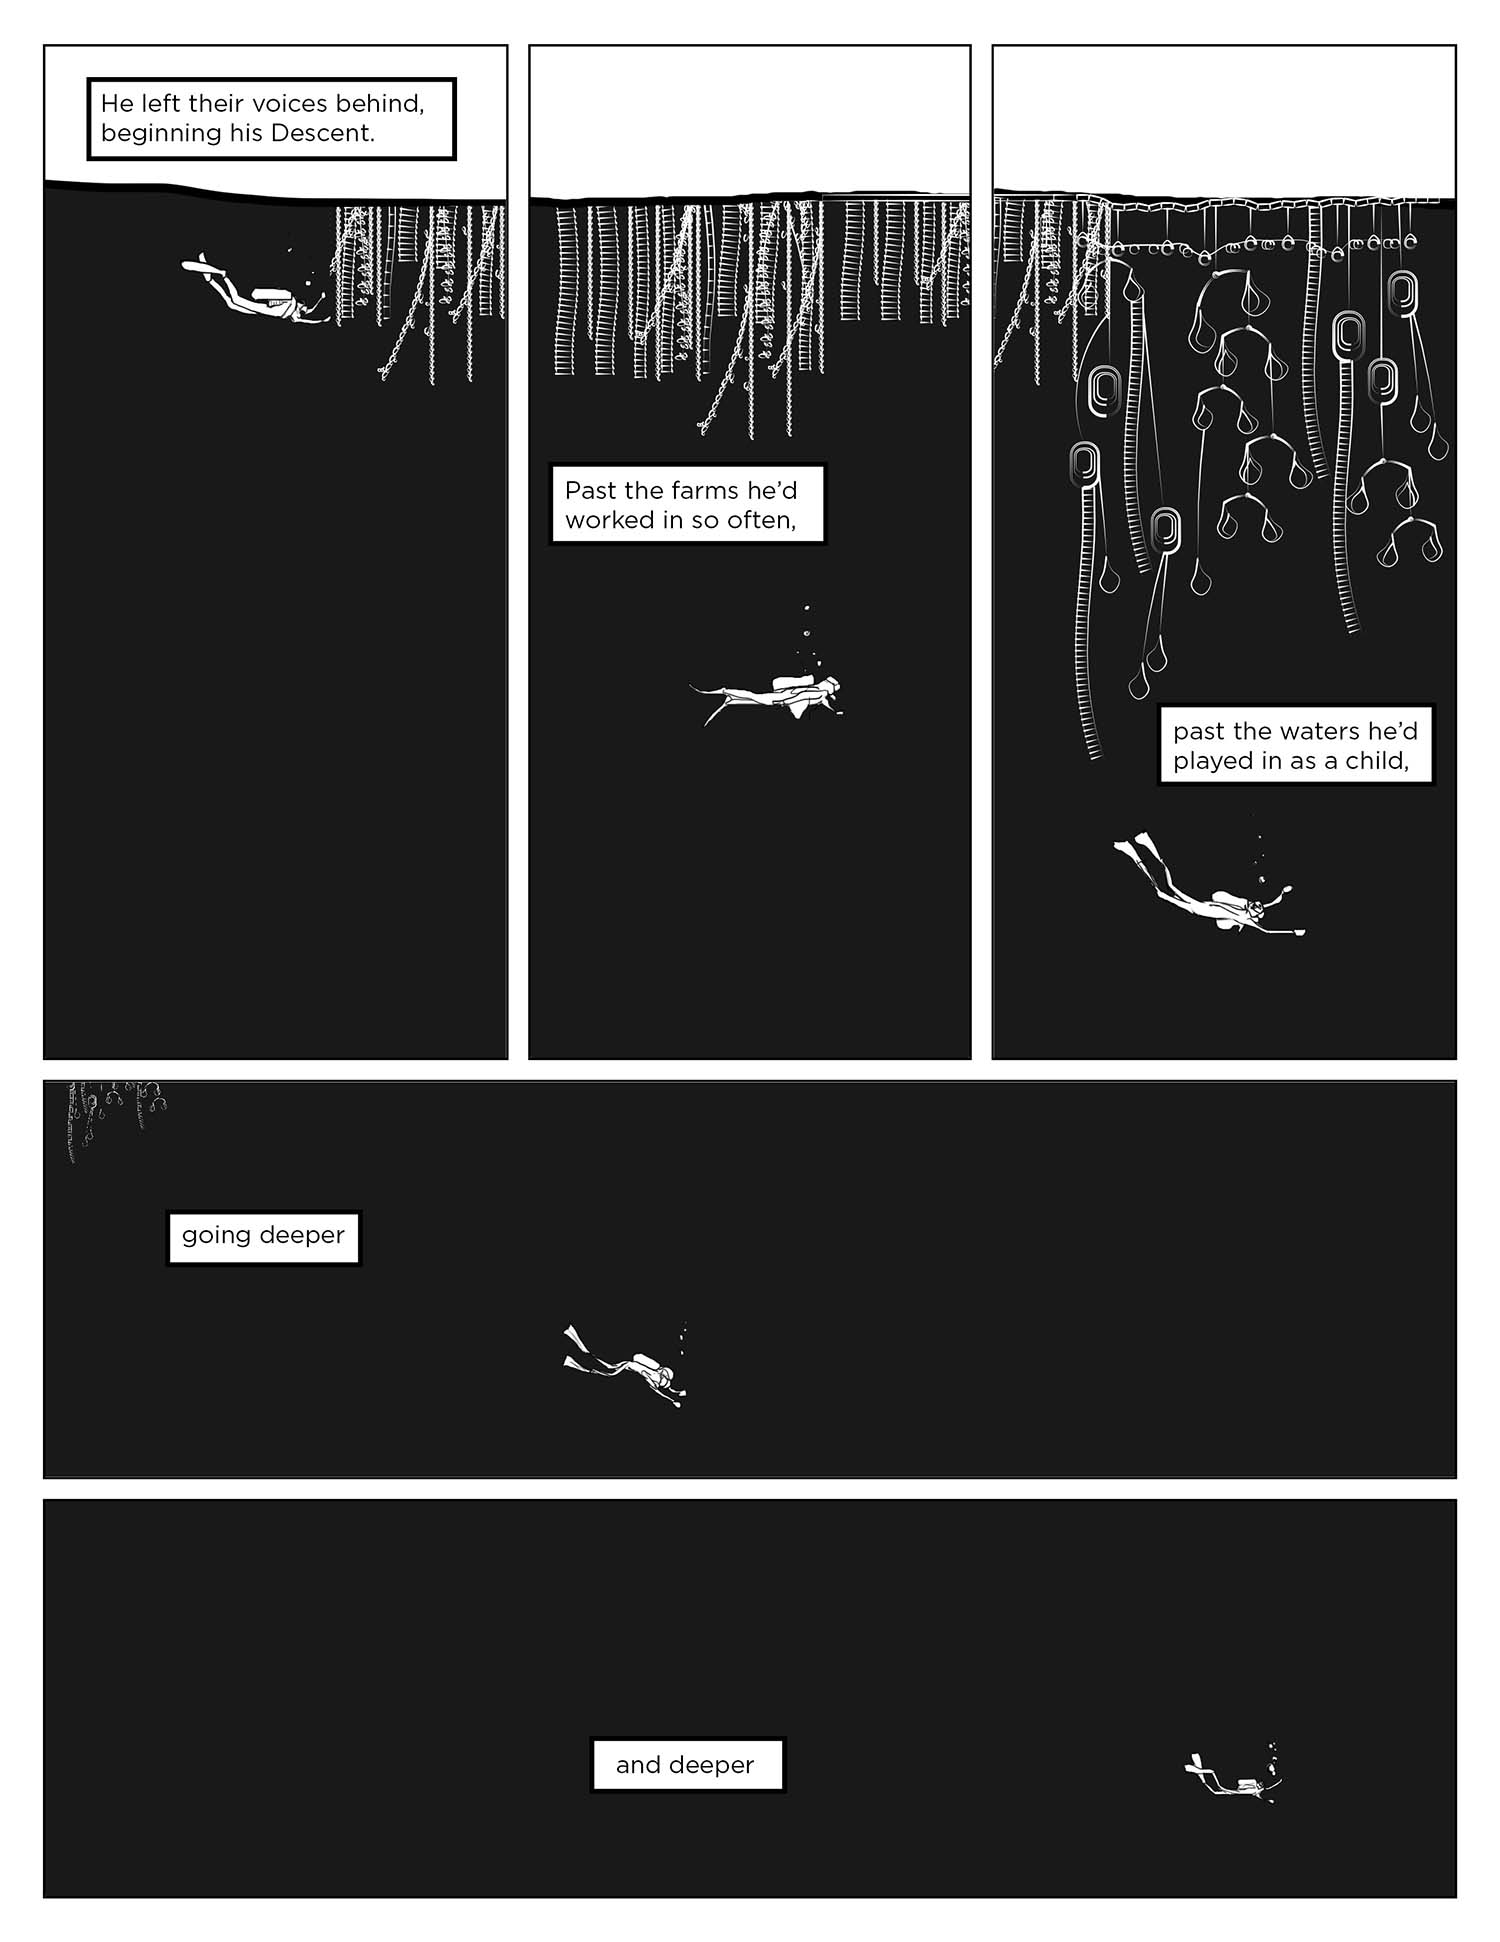 He left their voices behind,
beginning his Descent.
Past the farms he’d
worked in so often,
past the waters he’d
played in as a child,
going deeper
and deeper